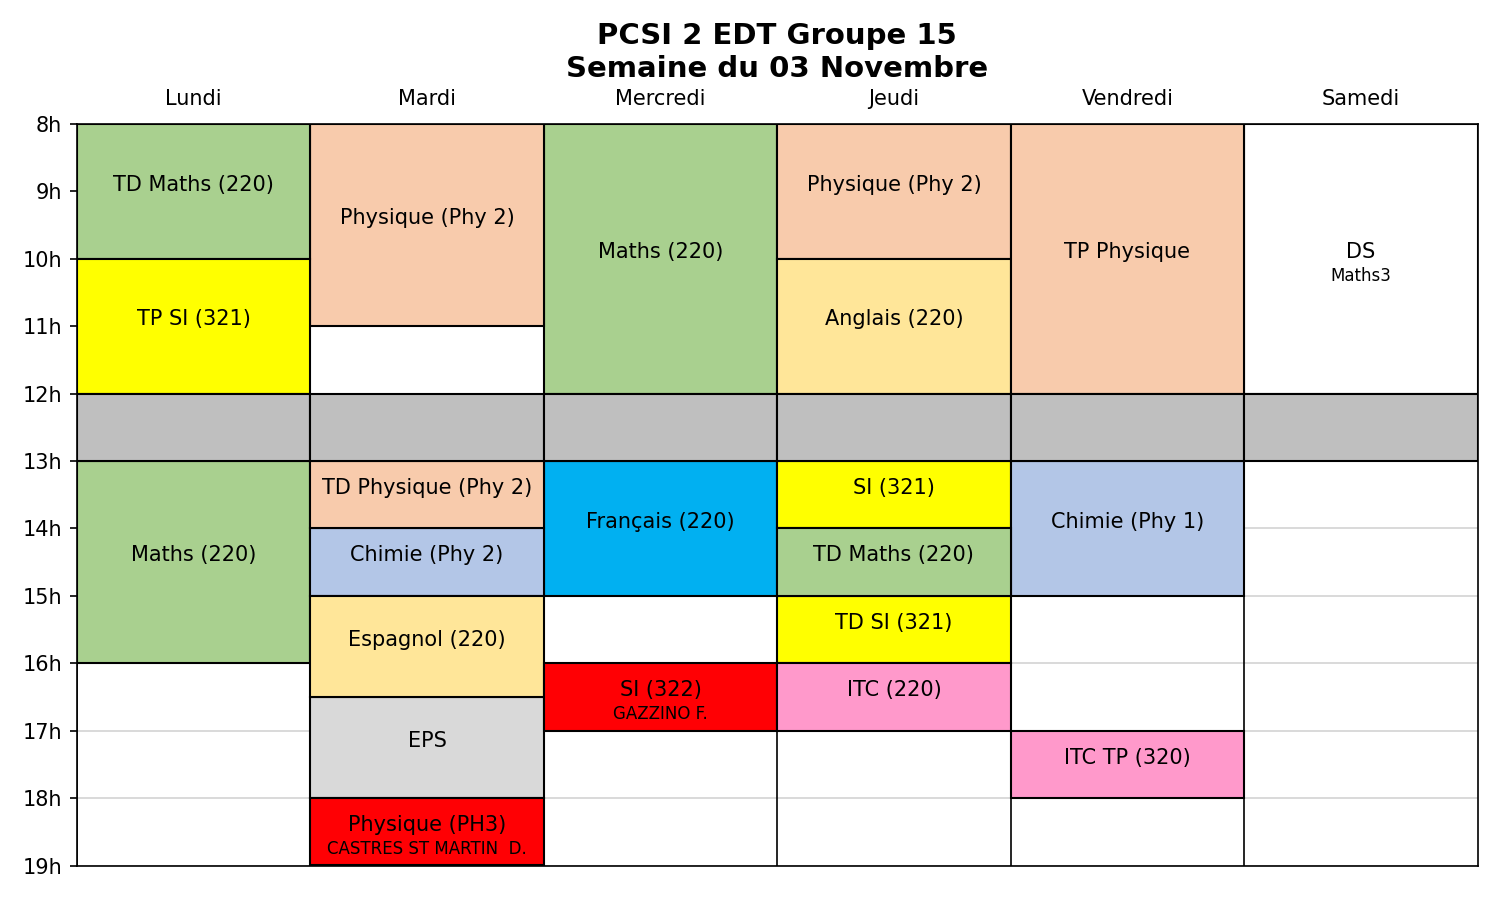 PCSI 2 EDT Groupe 15
Semaine du 03 Novembre
Lundi Mardi Mercredi Jeudi Vendredi Samedi
8h
TD Maths (220) Physique (Phy 2)
9h
Physique (Phy 2)
Maths (220) TP Physique DS
10h
Maths3
TP SI (321) Anglais (220)
11h
12h
13h
TD Physique (Phy 2) SI (321)
Français (220) Chimie (Phy 1)
14h
Maths (220) Chimie (Phy 2) TD Maths (220)
15h
TD SI (321)
Espagnol (220)
16h
SI (322) ITC (220)
GAZZINO F.
17h
EPS
ITC TP (320)
18h
Physique (PH3)
CASTRES ST MARTIN  D.
19h